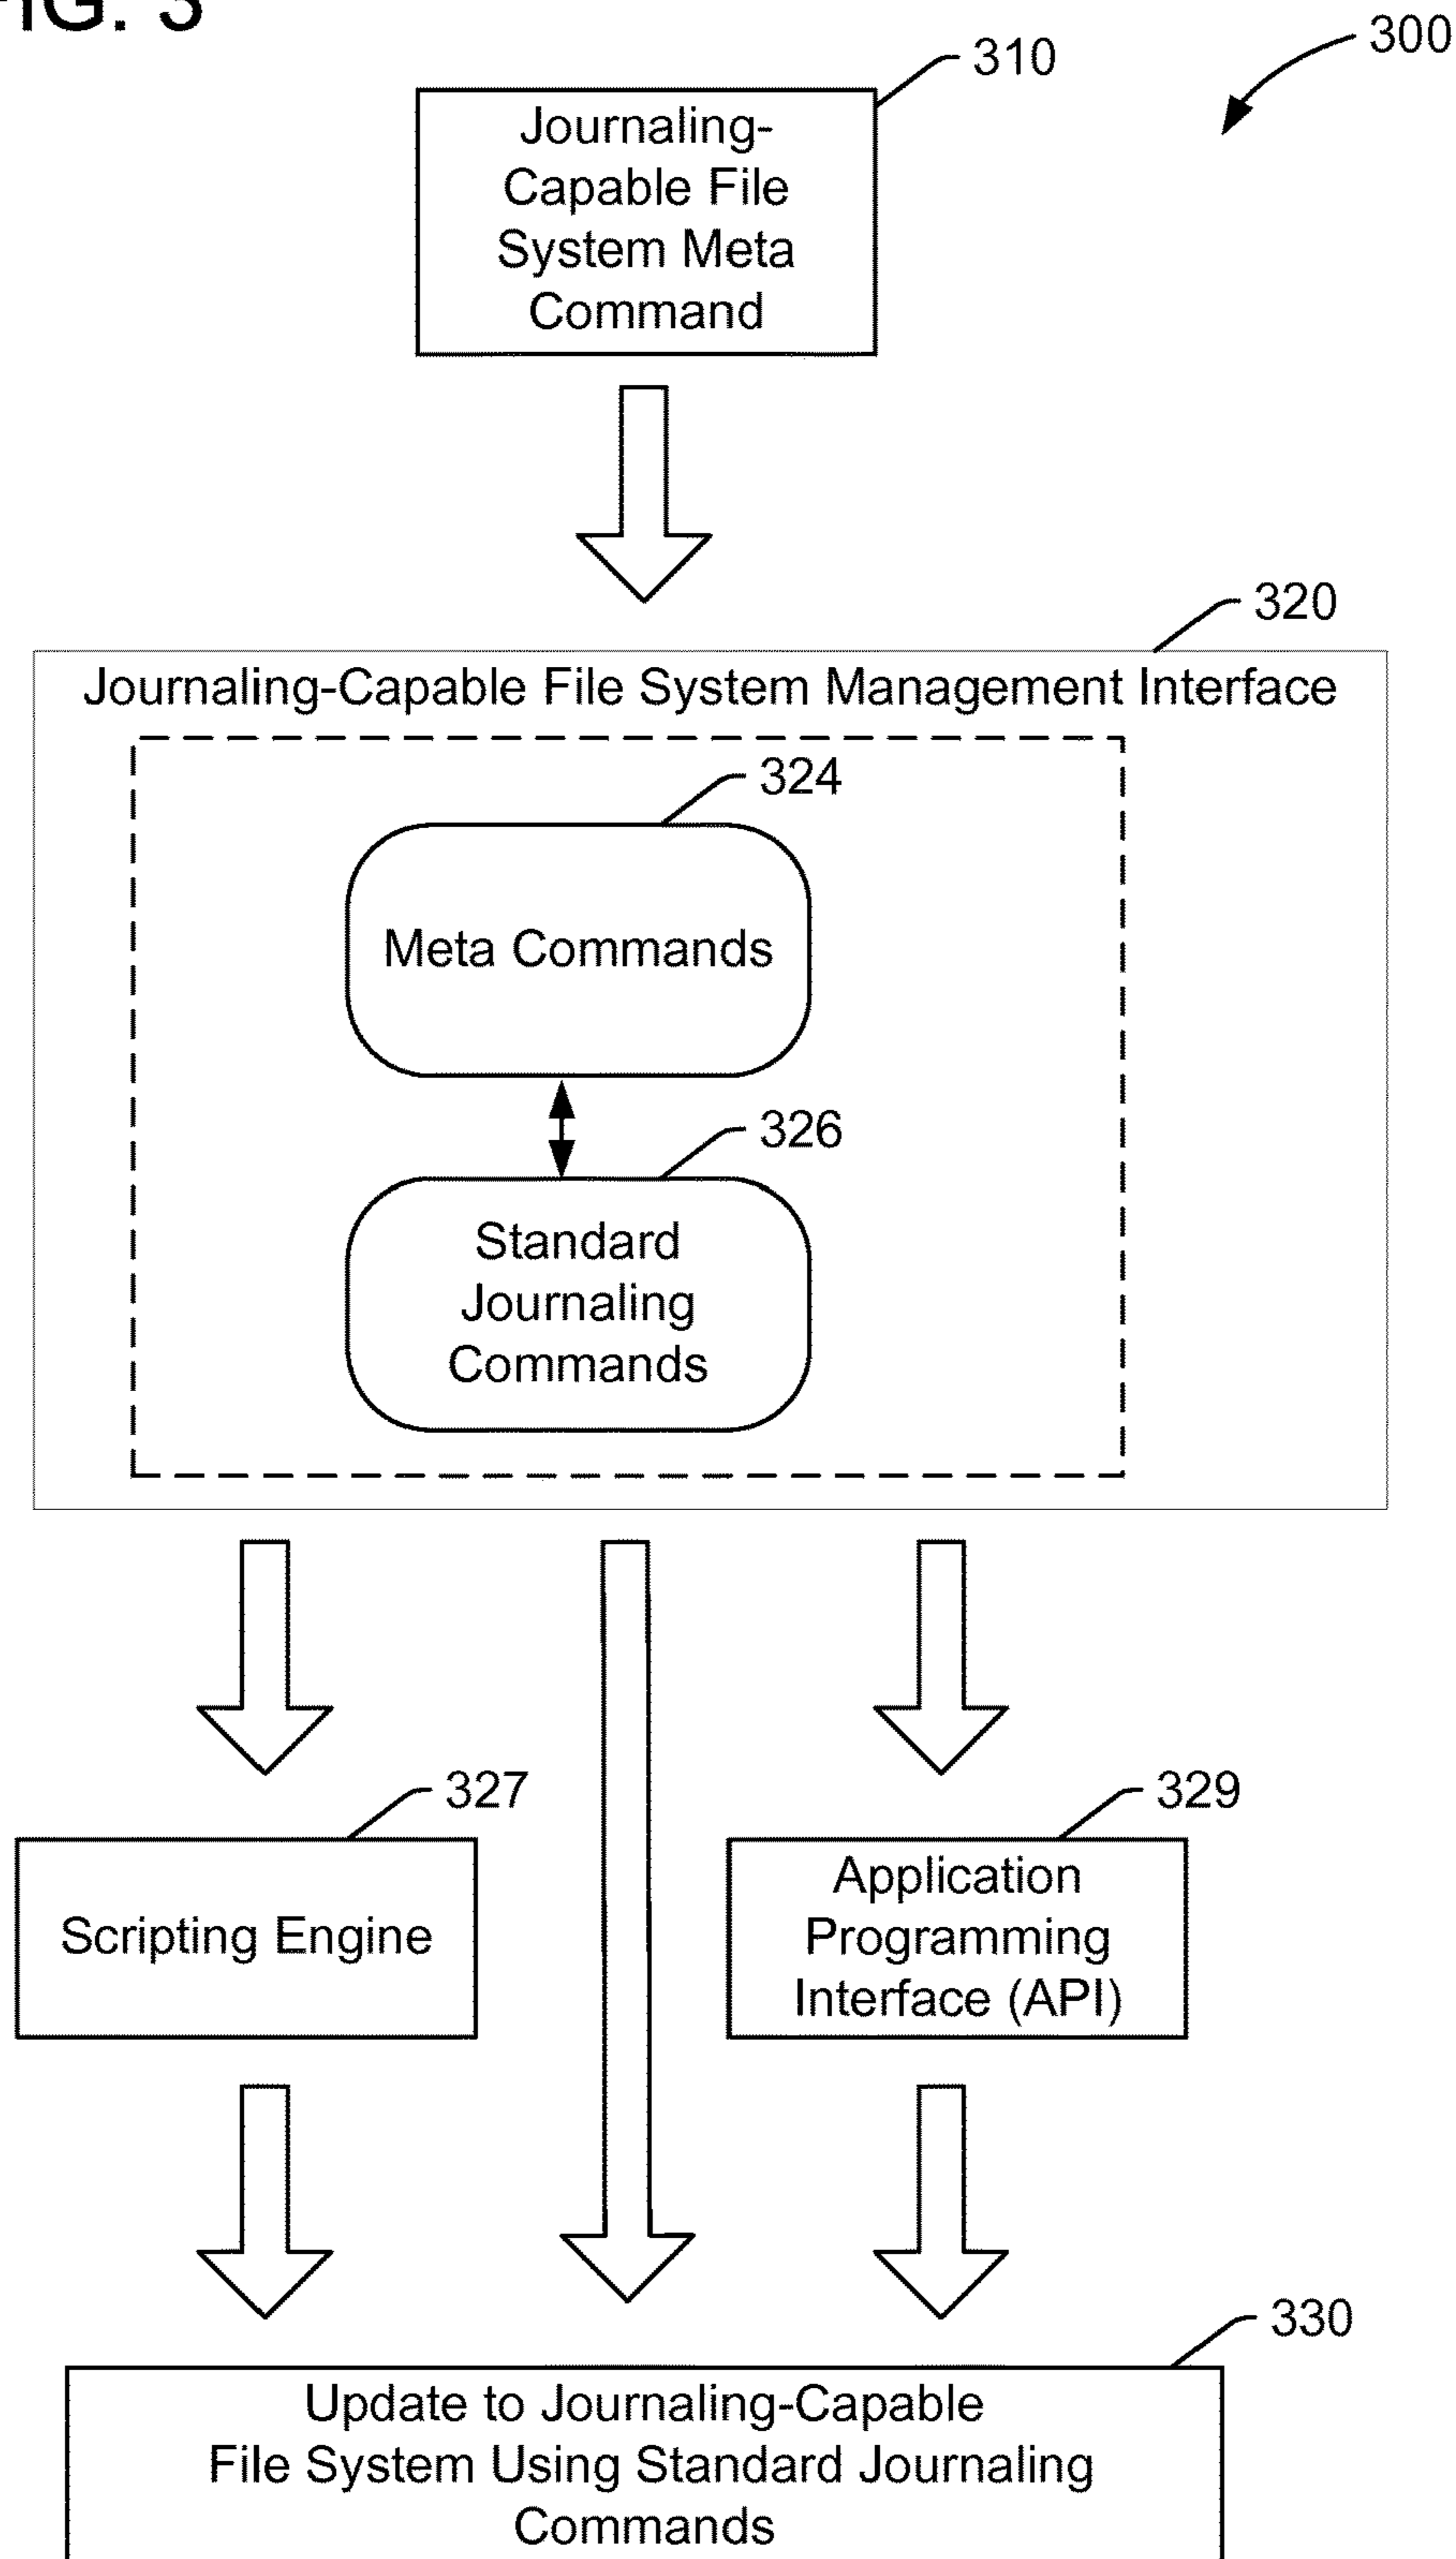 FIG. 3
300
310
Journaling-
Capable File
System Meta
Command
320
Journaling-Capable File System Management Interface
324
Meta Commands
326
Standard
Journaling
Commands
327
Scripting Engine
329
Application
Programming
Interface (API)
330
Update to Journaling-Capable
File System Using Standard Journaling
Commands